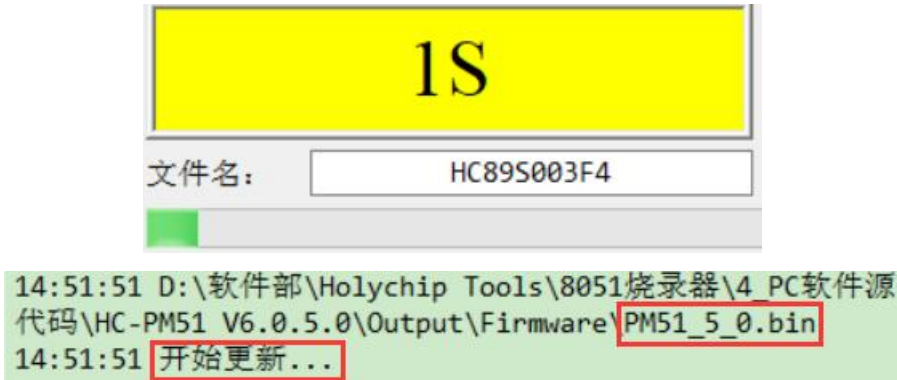 1S
文件名： HC89S003F4
14:51:51 D:\软件部\Holychip Tools\8051烧录器\4_PC软件源
代码\HC-PM51 V6.0.5.0\Output\Firmware\PM51_5_0.bin
14:51:51 开始更新...